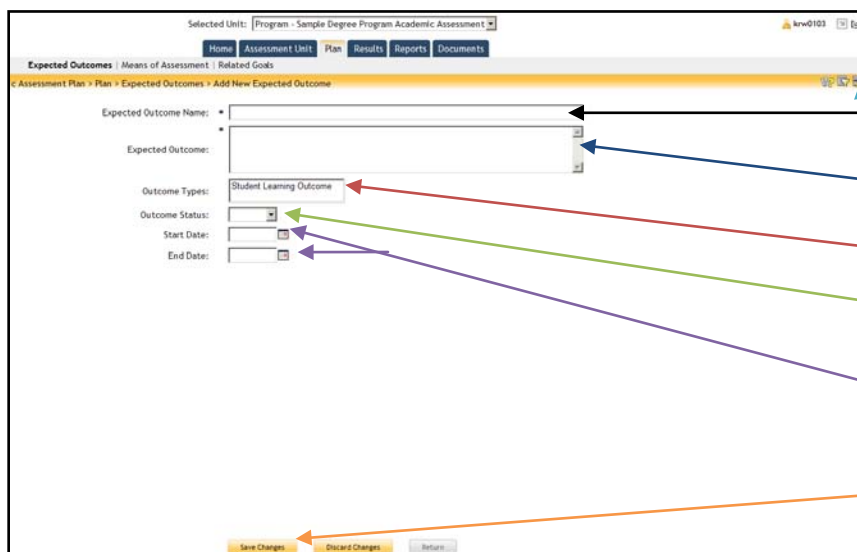 Selected Unit: Program - Sample Degree Program Academic Assessment
krw0103
Home Assessment Unit Plan Results Reports Documents
Expected Outcomes | Means of Assessment | Related Goals
c Assessment Plan > Plan > Expected Outcomes > Add New Expected Outcome
Expected Outcome Name: *
*
Expected Outcome:
Outcome Types: Student Learning Outcome
Outcome Status:
Start Date:
End Date:
Save Changes Discard Changes Return